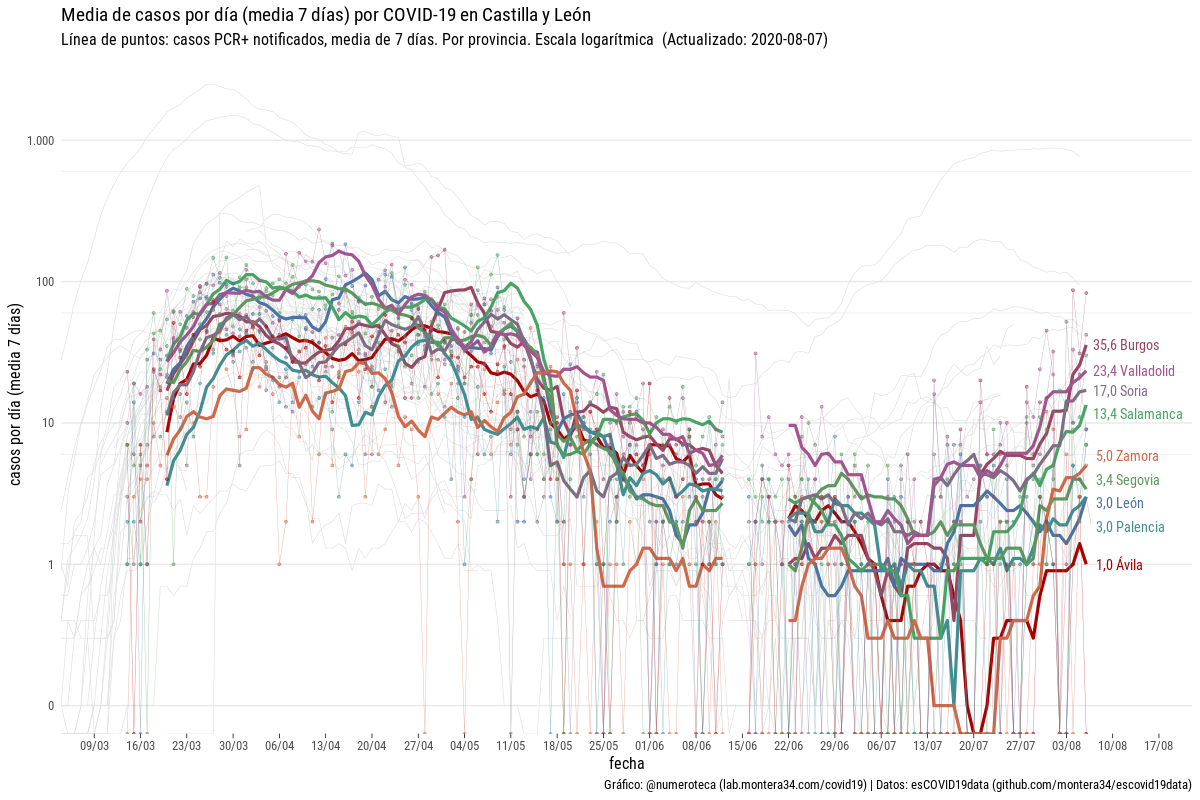 Media de casos por día (media 7 días) por COVID-19 en Castilla y León
Línea de puntos: casos PCR+ notificados, media de 7 días. Por provincia. Escala logarítmica  (Actualizado: 2020-08-07)
casos por día (media 7 días)
1.000
100
10
1
0
35,6 Burgos
23,4 Valladolid
17,0 Soria
13,4 Salamanca
5,0 Zamora
3,4 Segovia
3,0 León
3,0 Palencia
1,0 Ávila
09/03 16/03 23/03 30/03 06/04 13/04 20/04 27/04 04/05 11/05 18/05 25/05 01/06 08/06 15/06 22/06 29/06 06/07 13/07 20/07 27/07 03/08 10/08 17/08
fecha
Gráfico: @numeroteca (lab.montera34.com/covid19) | Datos: esCOVID19data (github.com/montera34/escovid19data)